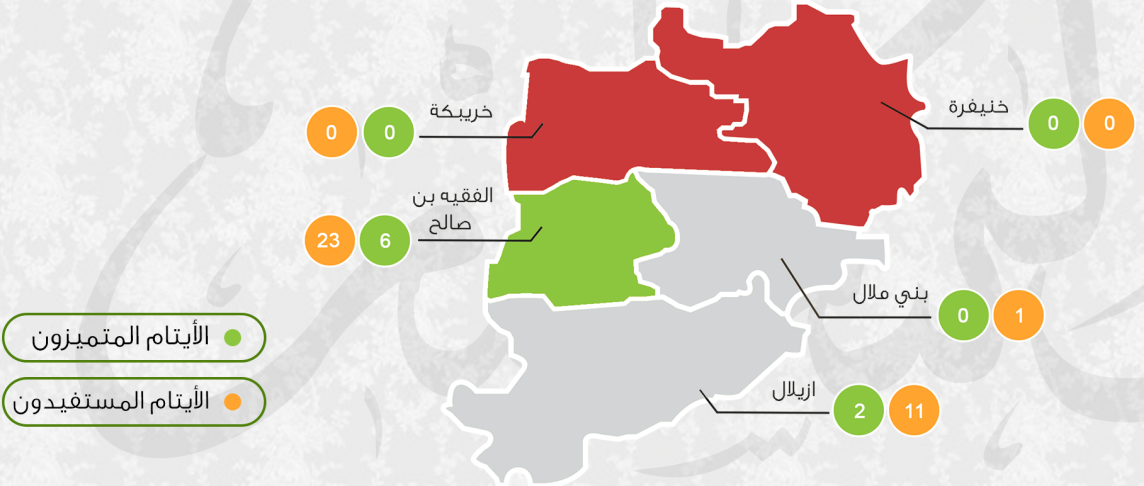 خنيفرة
0 0
خريبكة
0 0
الفقيه بن
صالح
6 23
بني ملال
0 1
ازيلال
2 11
الأيتام المتميزون
الأيتام المستفيدون